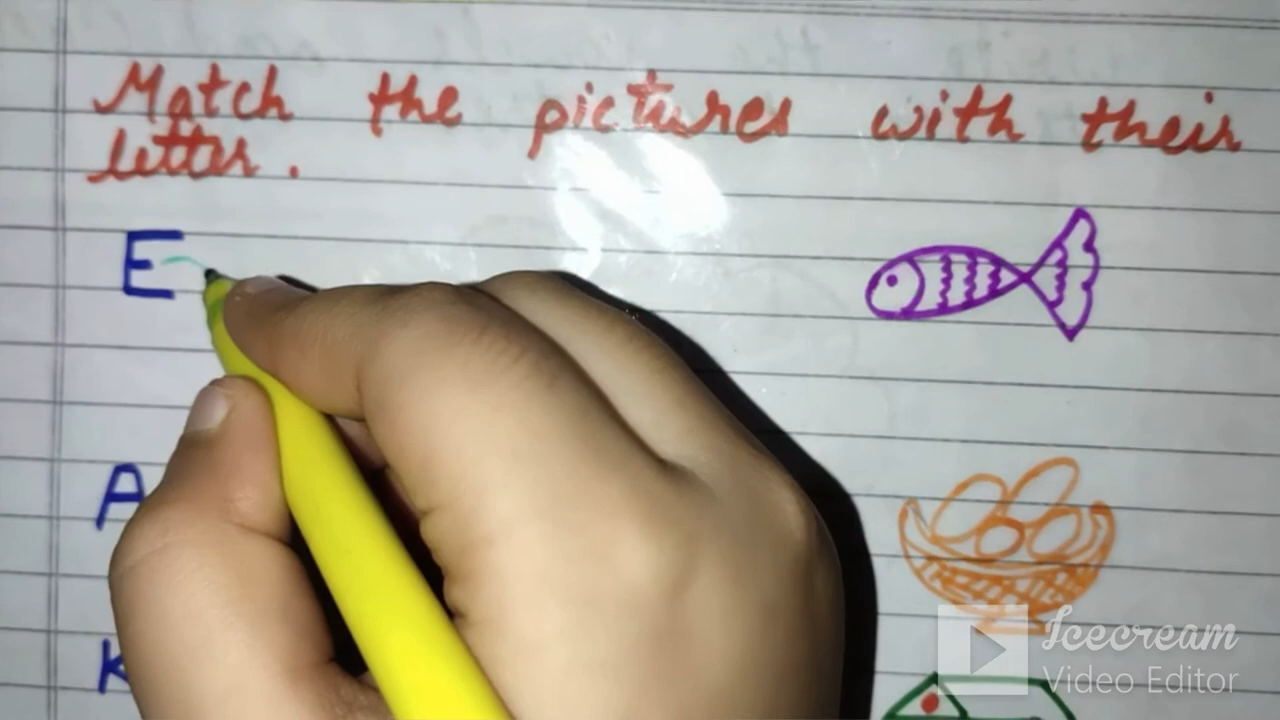 Match the pictures with their
letter.
E
A
K
Icecream
Video Editor